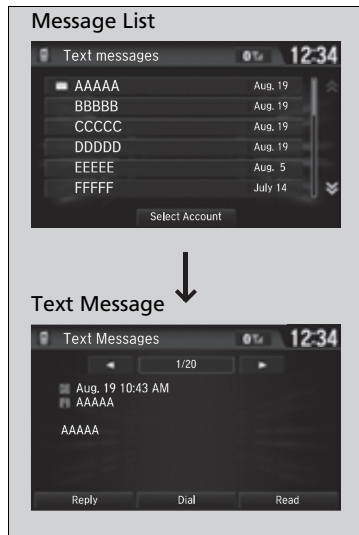 Message List
Text messages 12:34
AAAAA Aug. 19
BBBBB Aug. 19
CCCCC Aug. 19
DDDDD Aug. 19
EEEEE Aug. 5
FFFFF July 14
Select Account
Text Message
Text Messages 12:34
1/20
Aug. 19 10:43 AM
AAAAA
AAAAA
Reply Dial Read